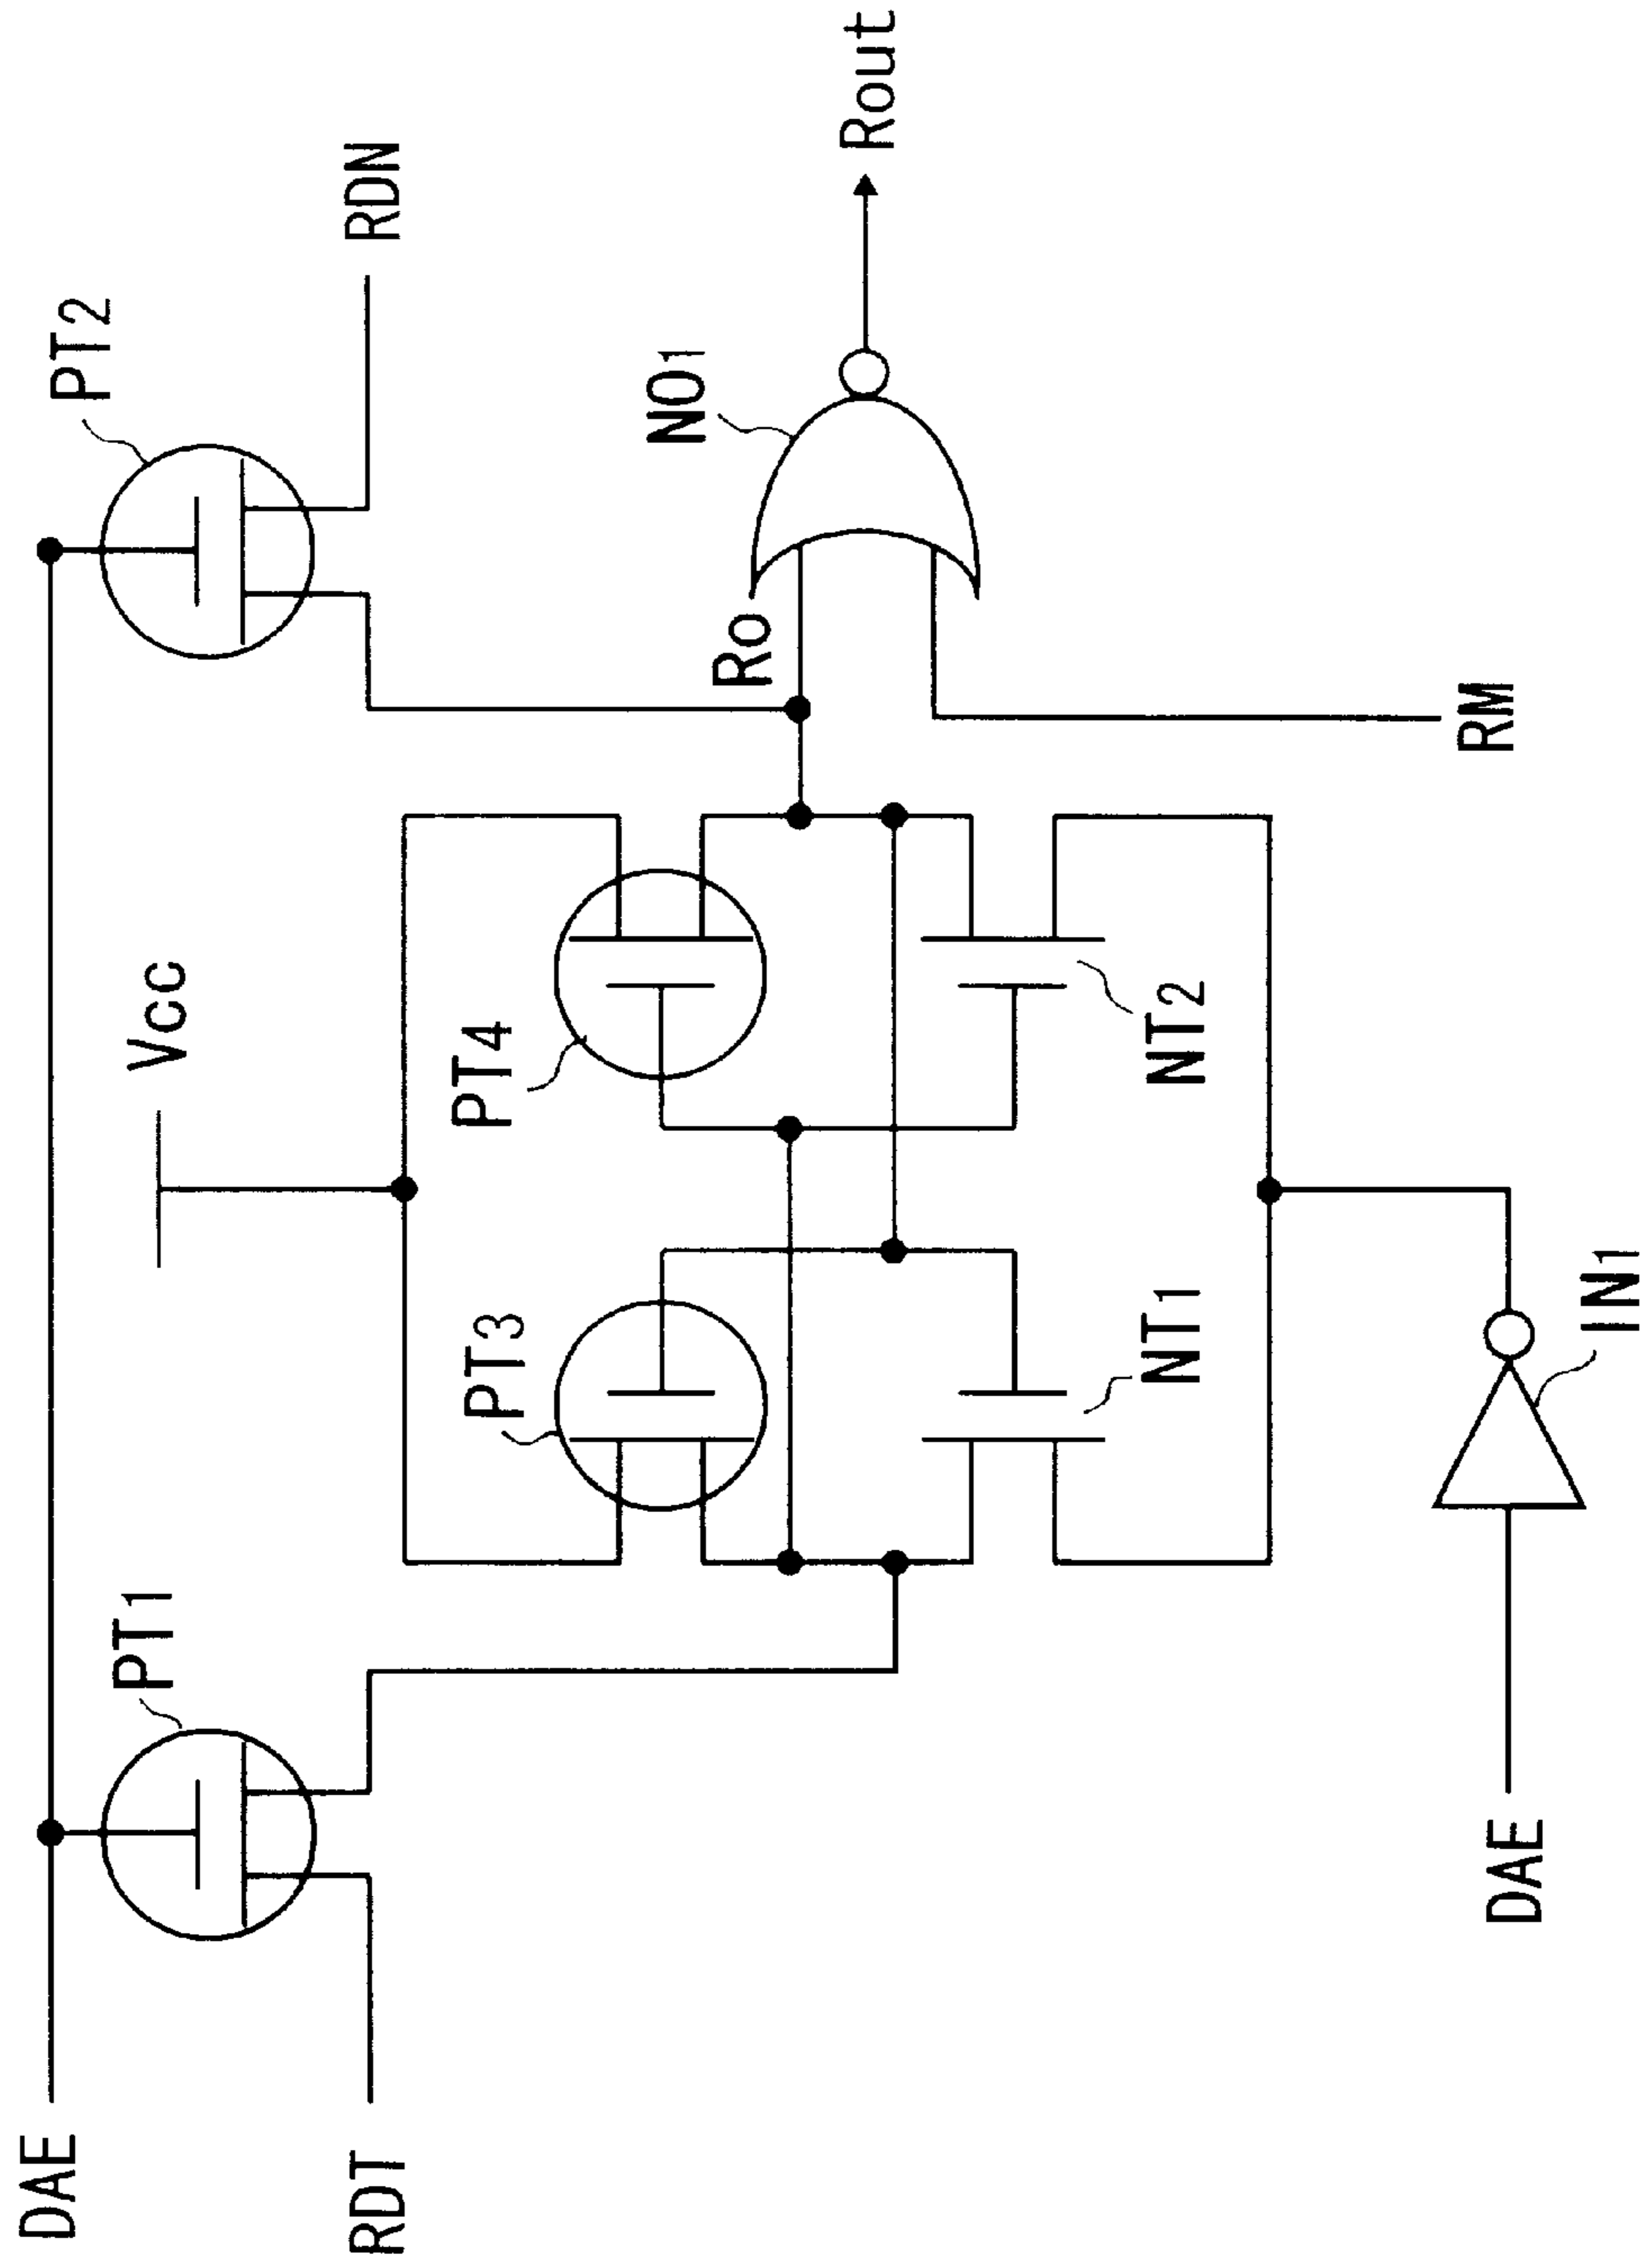 DAE
RDT
PT1
Vcc
PT2
RDN
PT3
PT4
NT1
NT2
Ro
NO1
Rout
RM
DAE
IN1